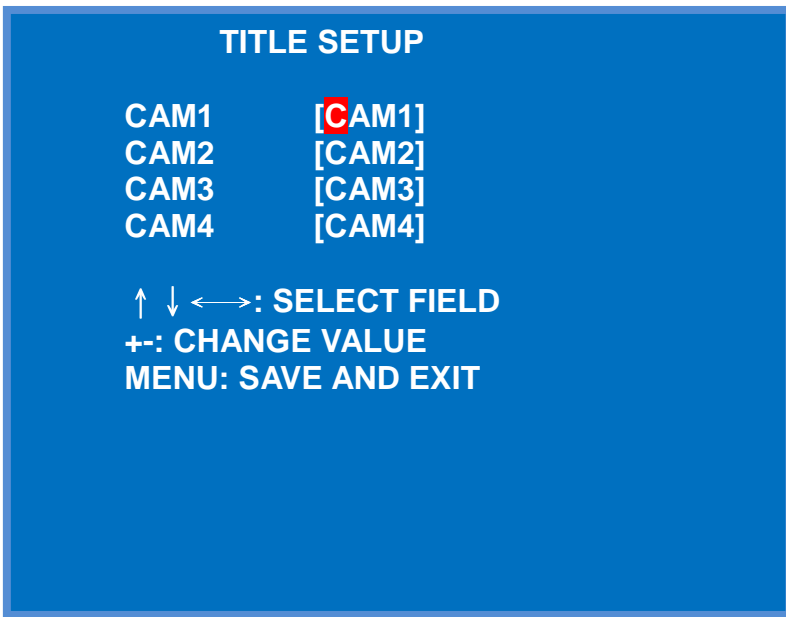 TITLE SETUP
CAM1 [CAM1]
CAM2 [CAM2]
CAM3 [CAM3]
CAM4 [CAM4]
↑ ↓ ←→: SELECT FIELD
+-: CHANGE VALUE
MENU: SAVE AND EXIT